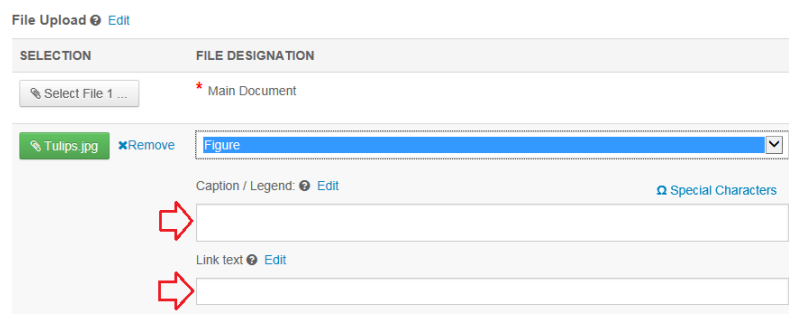 File Upload Edit
SELECTION FILE DESIGNATION
Select File 1 ... * Main Document
Tulips.jpg Remove Figure
Caption / Legend: Edit Ω Special Characters
Link text Edit